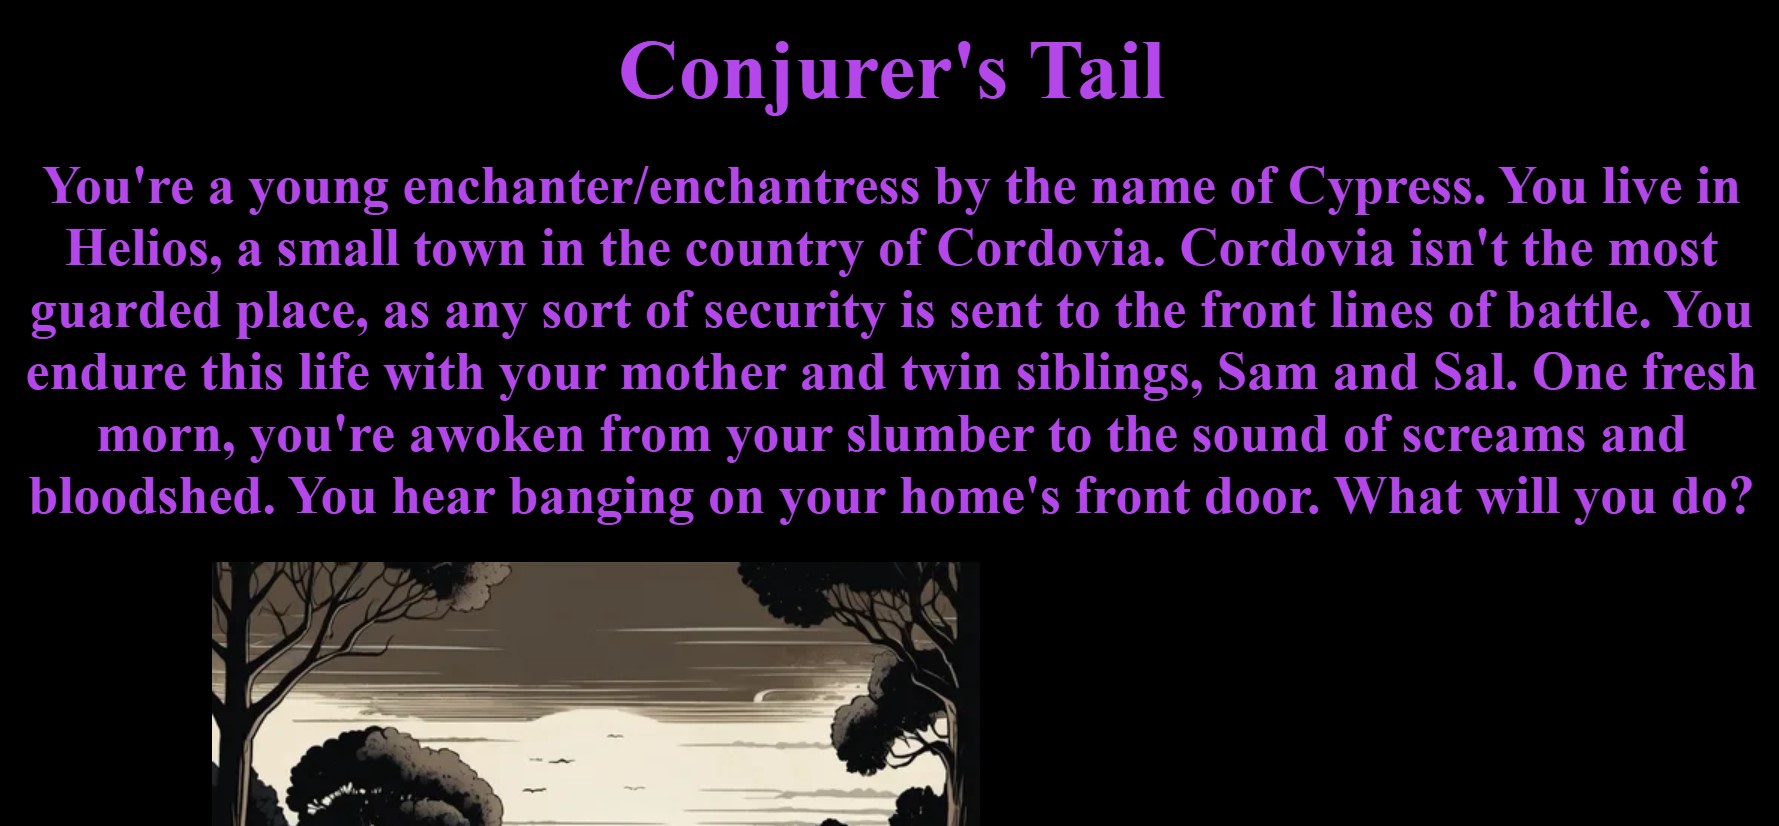 Conjurer's Tail
You're a young enchanter/enchantress by the name of Cypress. You live in
Helios, a small town in the country of Cordovia. Cordovia isn't the most
guarded place, as any sort of security is sent to the front lines of battle. You
endure this life with your mother and twin siblings, Sam and Sal. One fresh
morn, you're awoken from your slumber to the sound of screams and
bloodshed. You hear banging on your home's front door. What will you do?